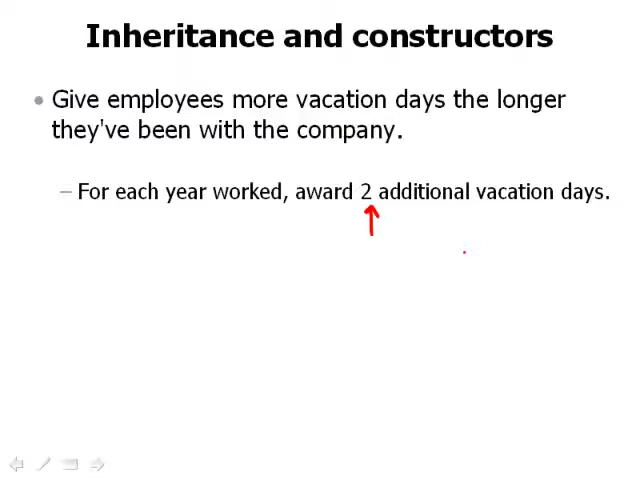 Inheritance and constructors
• Give employees more vacation days the longer
they've been with the company.
– For each year worked, award 2 additional vacation days.